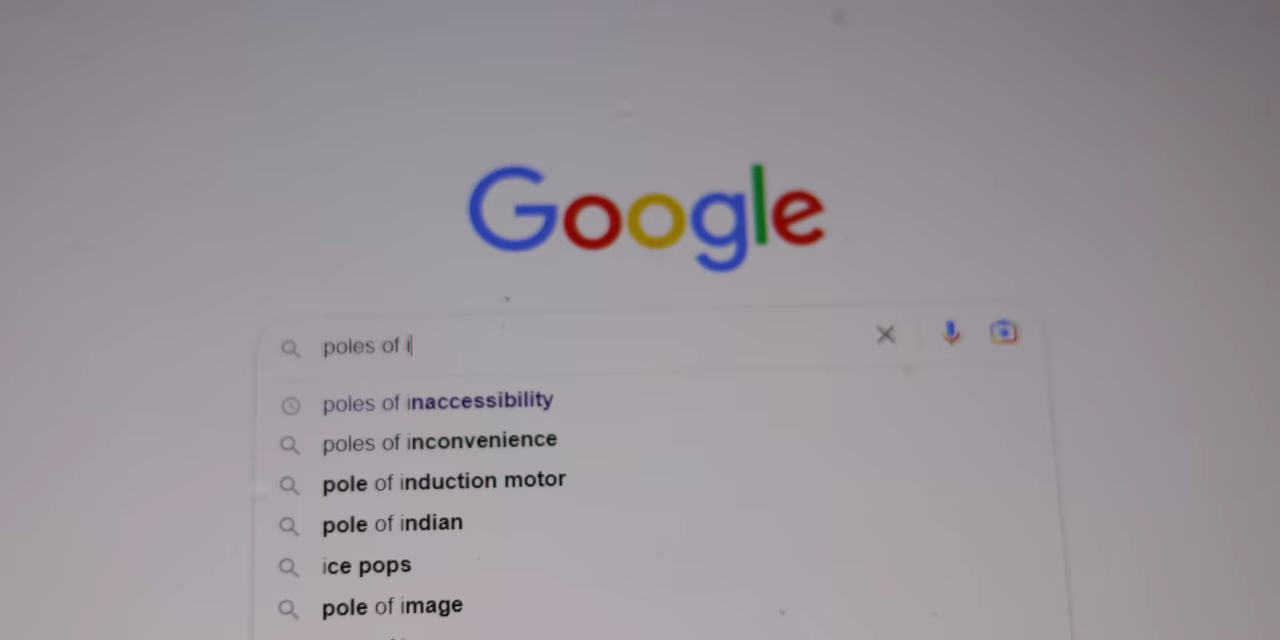 Google
poles of i
poles of inaccessibility
poles of inconvenience
pole of induction motor
pole of indian
ice pops
pole of image